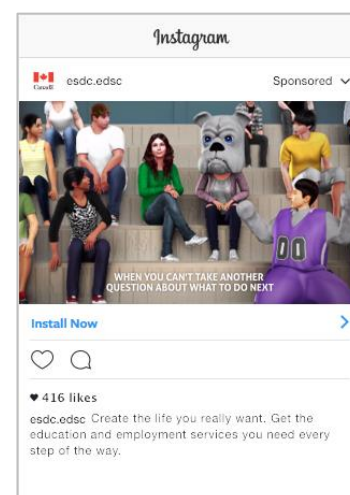 Instagram
Canada
esdc.edsc
Sponsored
00
WHEN YOU CAN'T TAKE ANOTHER
QUESTION ABOUT WHAT TO DO NEXT
Install Now
416 likes
esdc.edsc Create the life you really want. Get the
education and employment services you need every
step of the way.